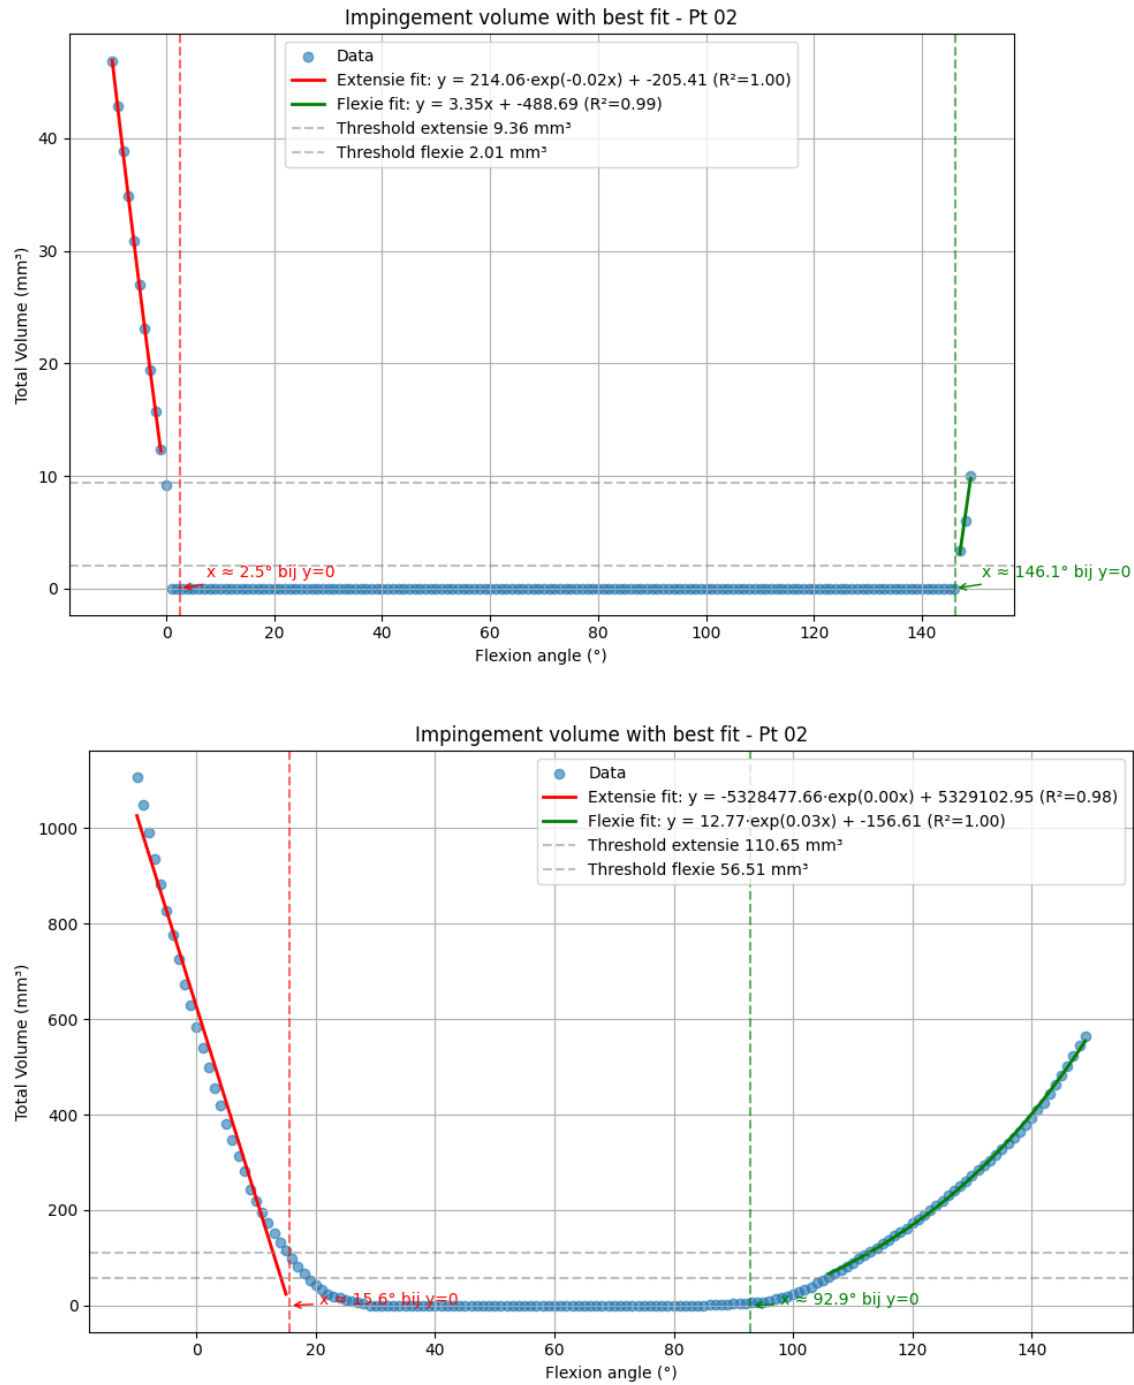 Impingement volume with best fit - Pt 02
Data
Extensie fit: y = 214.06·exp(-0.02x) + -205.41 (R²=1.00)
Flexie fit: y = 3.35x + -488.69 (R²=0.99)
Threshold extensie 9.36 mm³
Threshold flexie 2.01 mm³
Total Volume (mm³)
40
30
20
10
0
x ≈ 2.5° bij y=0
x ≈ 146.1° bij y=0
0 20 40 60 80 100 120 140
Flexion angle (°)
Impingement volume with best fit - Pt 02
Data
Extensie fit: y = -5328477.66·exp(0.00x) + 5329102.95 (R²=0.98)
Flexie fit: y = 12.77·exp(0.03x) + -156.61 (R²=1.00)
Threshold extensie 110.65 mm³
Threshold flexie 56.51 mm³
Total Volume (mm³)
1000
800
600
400
200
0
x ≈ 15.6° bij y=0
x ≈ 92.9° bij y=0
0 20 40 60 80 100 120 140
Flexion angle (°)